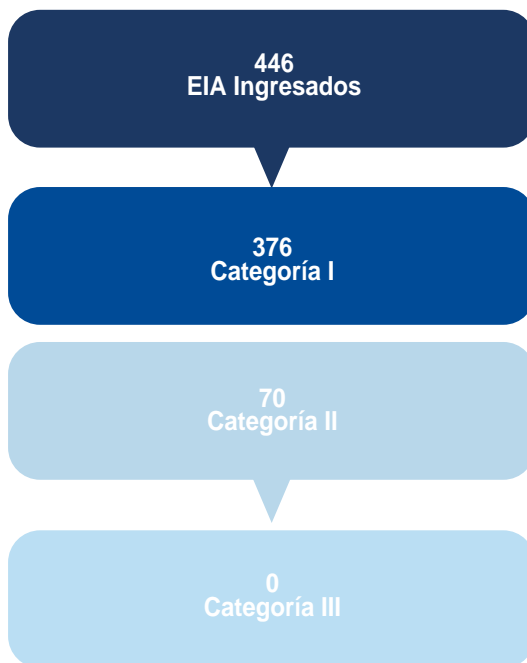 446
EIA Ingresados
376
Categoría I
70
Categoría II
0
Categoría III